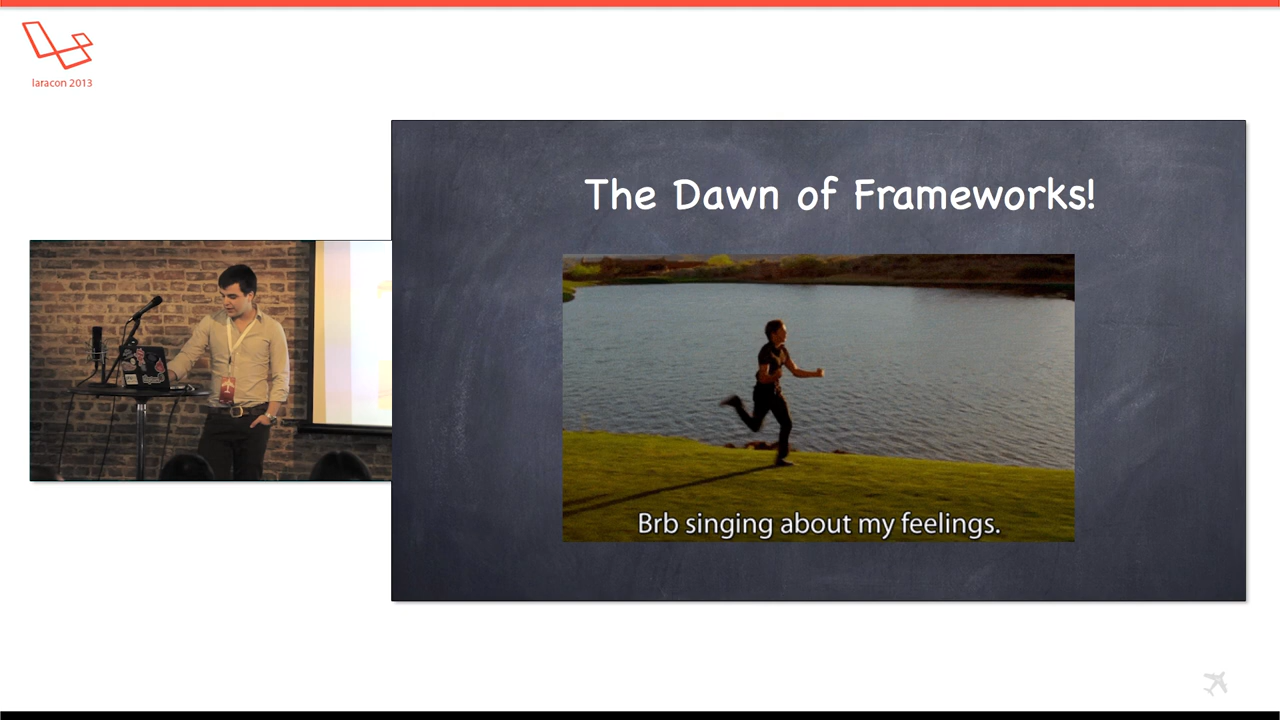 laracon 2013
The Dawn of Frameworks!
Brb singing about my feelings.